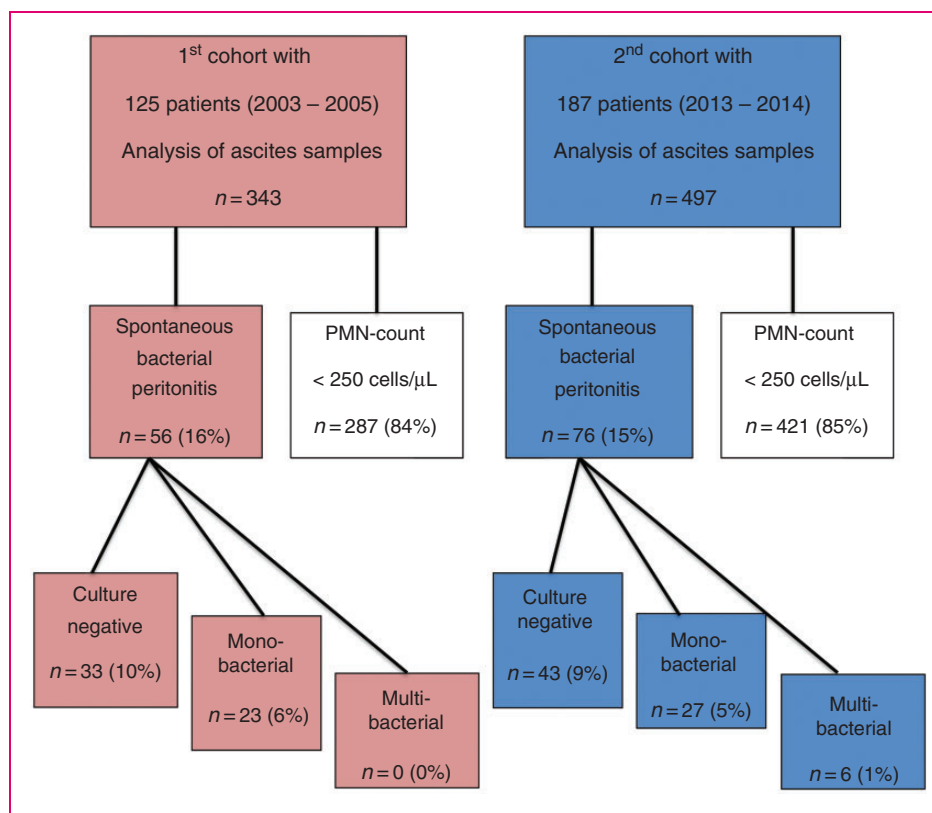 1st cohort with
125 patients (2003 – 2005)
Analysis of ascites samples
n = 343
2nd cohort with
187 patients (2013 – 2014)
Analysis of ascites samples
n = 497
Spontaneous
bacterial
peritonitis
n = 56 (16%)
PMN-count
< 250 cells/μL
n = 287 (84%)
Spontaneous
bacterial
peritonitis
n = 76 (15%)
PMN-count
< 250 cells/μL
n = 421 (85%)
Culture
negative
n = 33 (10%)
Mono-
bacterial
n = 23 (6%)
Multi-
bacterial
n = 0 (0%)
Culture
negative
n = 43 (9%)
Mono-
bacterial
n = 27 (5%)
Multi-
bacterial
n = 6 (1%)